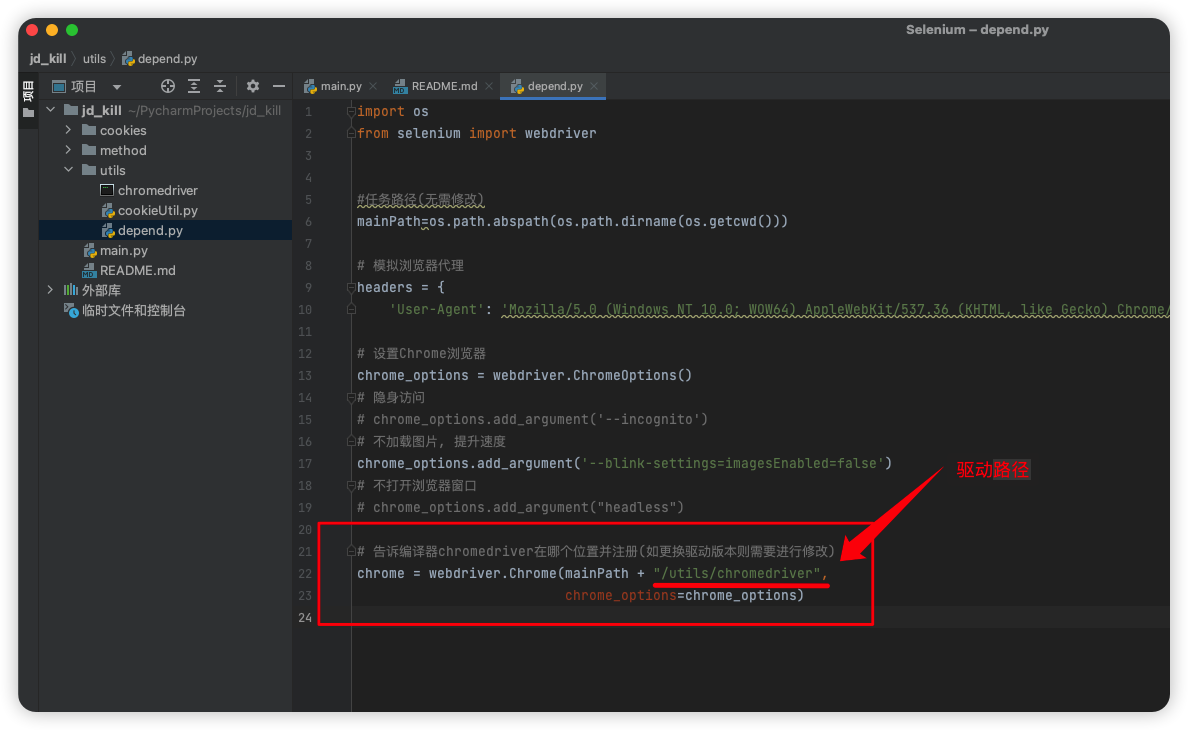 Selenium – depend.py
jd_kill 〉 utils 〉 depend.py
项目
项目
main.py
README.md
depend.py
jd_kill ~/PycharmProjects/jd_kill
cookies
method
utils
chromedriver
cookieUtil.py
depend.py
main.py
README.md
外部库
临时文件和控制台
1 import os
2 from selenium import webdriver
3
4
5 #任务路径(无需修改)
6 mainPath=os.path.abspath(os.path.dirname(os.getcwd()))
7
8 # 模拟浏览器代理
9 headers = {
10 'User-Agent': 'Mozilla/5.0 (Windows NT 10.0; WOW64) AppleWebKit/537.36 (KHTML, like Gecko) Chrome/
11
12 # 设置Chrome浏览器
13 chrome_options = webdriver.ChromeOptions()
14 # 隐身访问
15 # chrome_options.add_argument('--incognito')
16 # 不加载图片, 提升速度
17 chrome_options.add_argument('--blink-settings=imagesEnabled=false')
18 # 不打开浏览器窗口
19 # chrome_options.add_argument("headless")
20
21 # 告诉编译器chromedriver在哪个位置并注册(如更换驱动版本则需要进行修改)
22 chrome = webdriver.Chrome(mainPath + "/utils/chromedriver",
23 chrome_options=chrome_options)
24
驱动路径